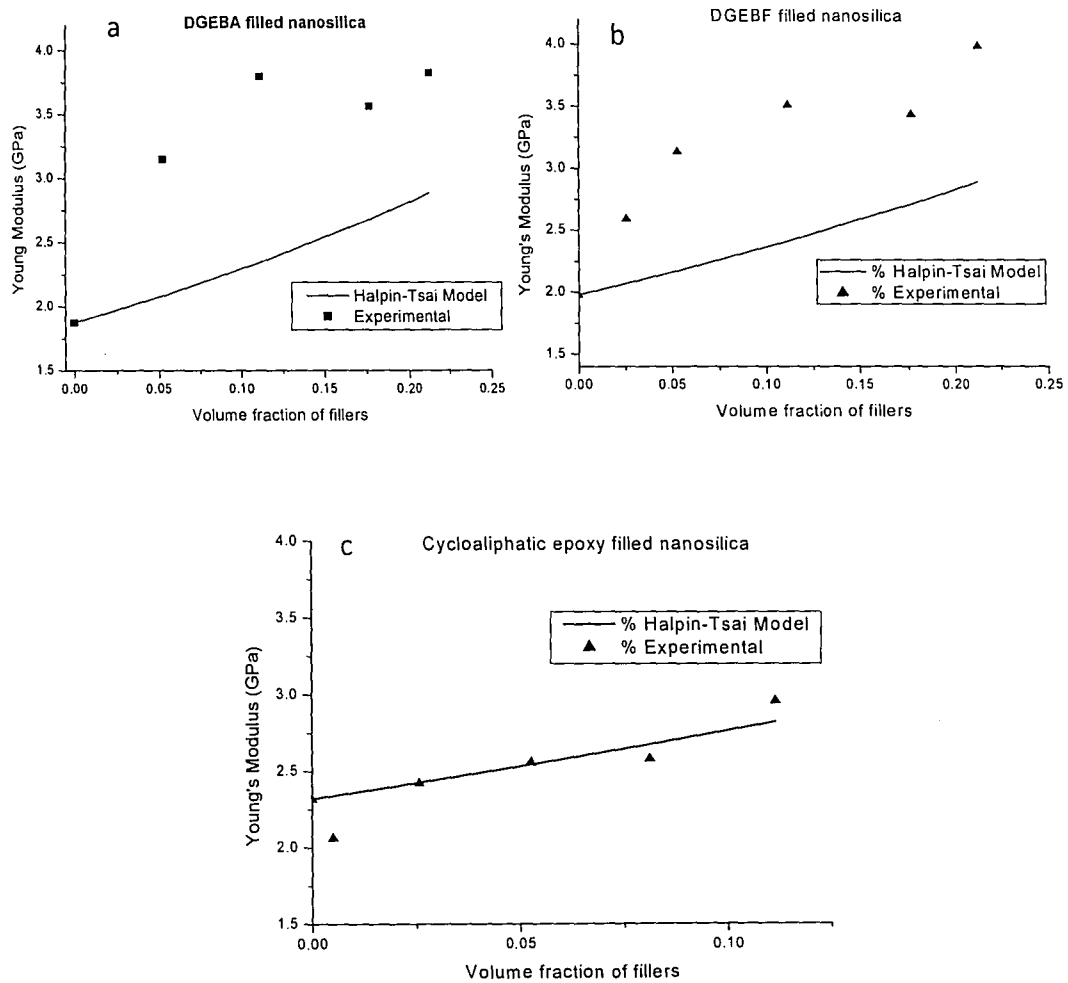 a
DGEBA filled nanosilica
Young Modulus (GPa)
4.0
3.5
3.0
2.5
2.0
1.5
Halpin-Tsai Model
Experimental
0.00 0.05 0.10 0.15 0.20 0.25
Volume fraction of fillers
b
DGEBF filled nanosilica
Young's Modulus (GPa)
4.0
3.5
3.0
2.5
2.0
1.5
% Halpin-Tsai Model
% Experimental
0.00 0.05 0.10 0.15 0.20 0.25
Volume fraction of fillers
c
Cycloaliphatic epoxy filled nanosilica
Young's Modulus (GPa)
4.0
3.5
3.0
2.5
2.0
1.5
% Halpin-Tsai Model
% Experimental
0.00 0.05 0.10
Volume fraction of fillers